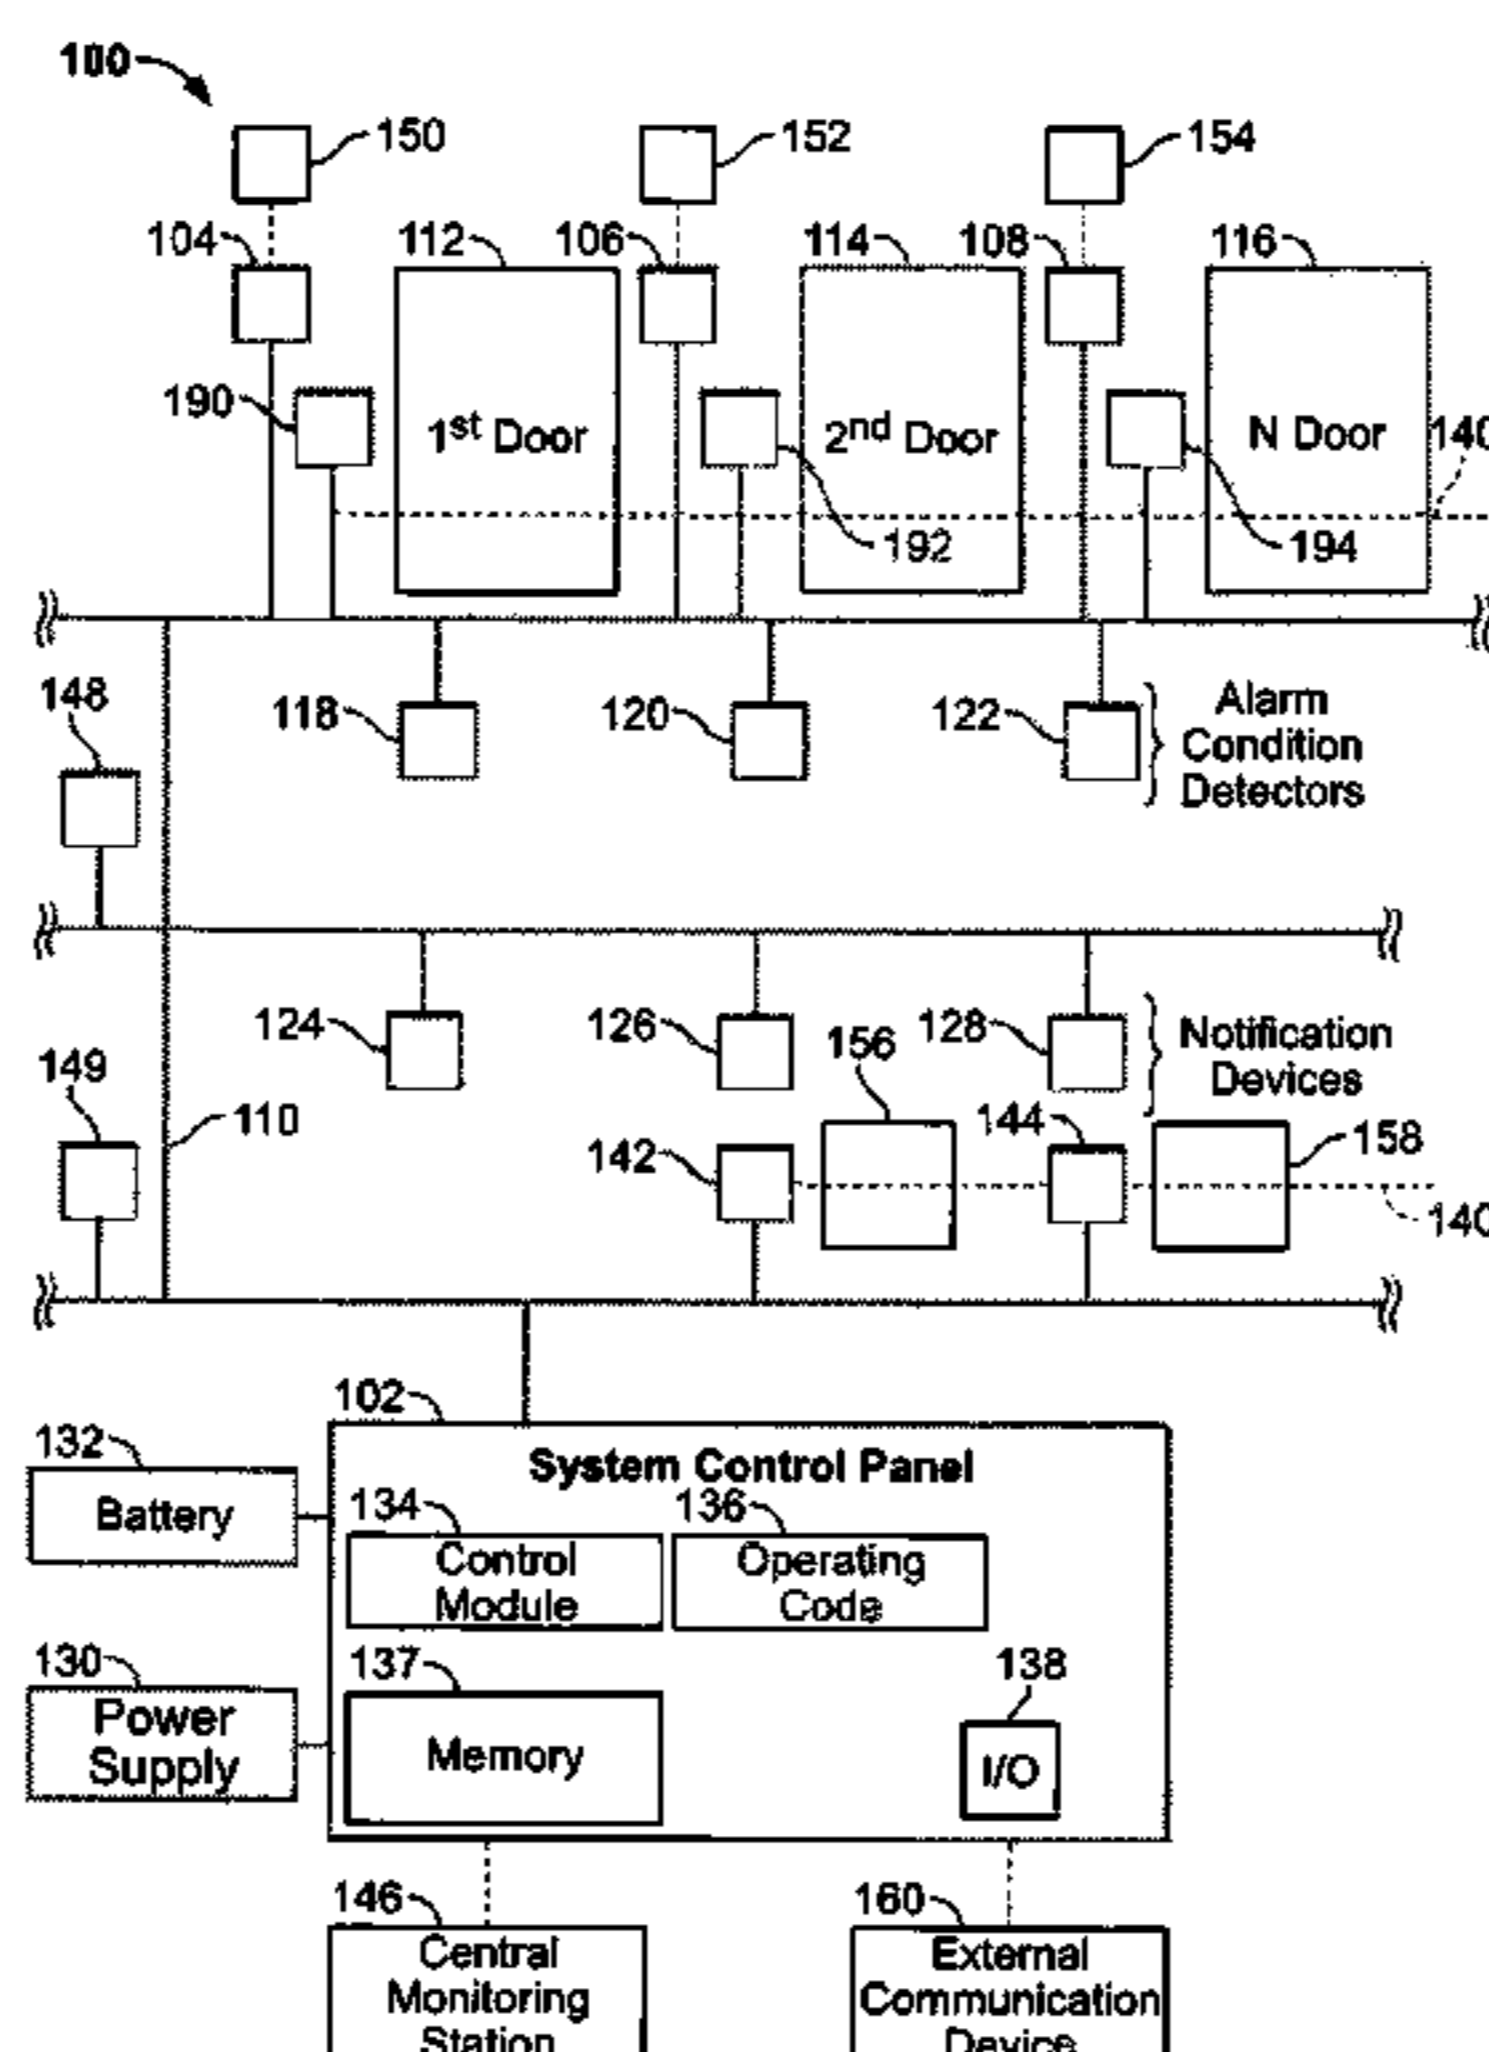 100
150
152
154
104
112
106
114
108
116
190
1st Door
2nd Door
N Door
140
192
194
148
118
120
122
Alarm
Condition
Detectors
124
126
128
156
Notification
Devices
149
110
142
144
158
140
102
132
System Control Panel
Battery
134
136
Control
Module
Operating
Code
130
137
138
Power
Supply
Memory
I/O
146
160
Central
Monitoring
Station
External
Communication
Device